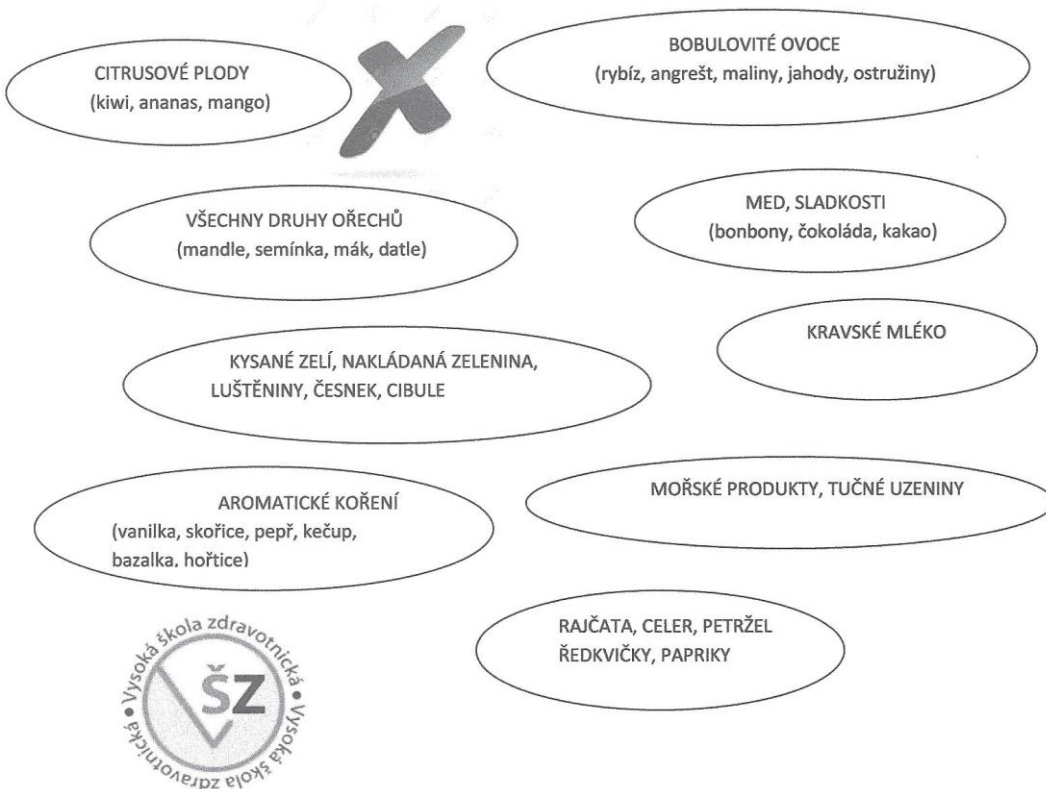 CITRUSOVÉ PLODY
(kiwi, ananas, mango)
BOBULOVITÉ OVOCE
(rybíz, angrešt, maliny, jahody, ostružiny)
VŠECHNY DRUHY OŘECHŮ
(mandle, semínka, mák, datle)
MED, SLADKOSTI
(bonbony, čokoláda, kakao)
KYSANÉ ZELÍ, NAKLÁDANÁ ZELENINA,
LUŠTĚNINY, ČESNEK, CIBULE
KRAVSKÉ MLÉKO
AROMATICKÉ KOŘENÍ
(vanilka, skořice, pepř, kečup,
bazalka, hořtice)
MOŘSKÉ PRODUKTY, TUČNÉ UZENINY
RAJČATA, CELER, PETRŽEL
ŘEDKVIČKY, PAPRIKY
Vysoká škola zdravotnická • Vysoká škola zdravotnická •
ŠZ